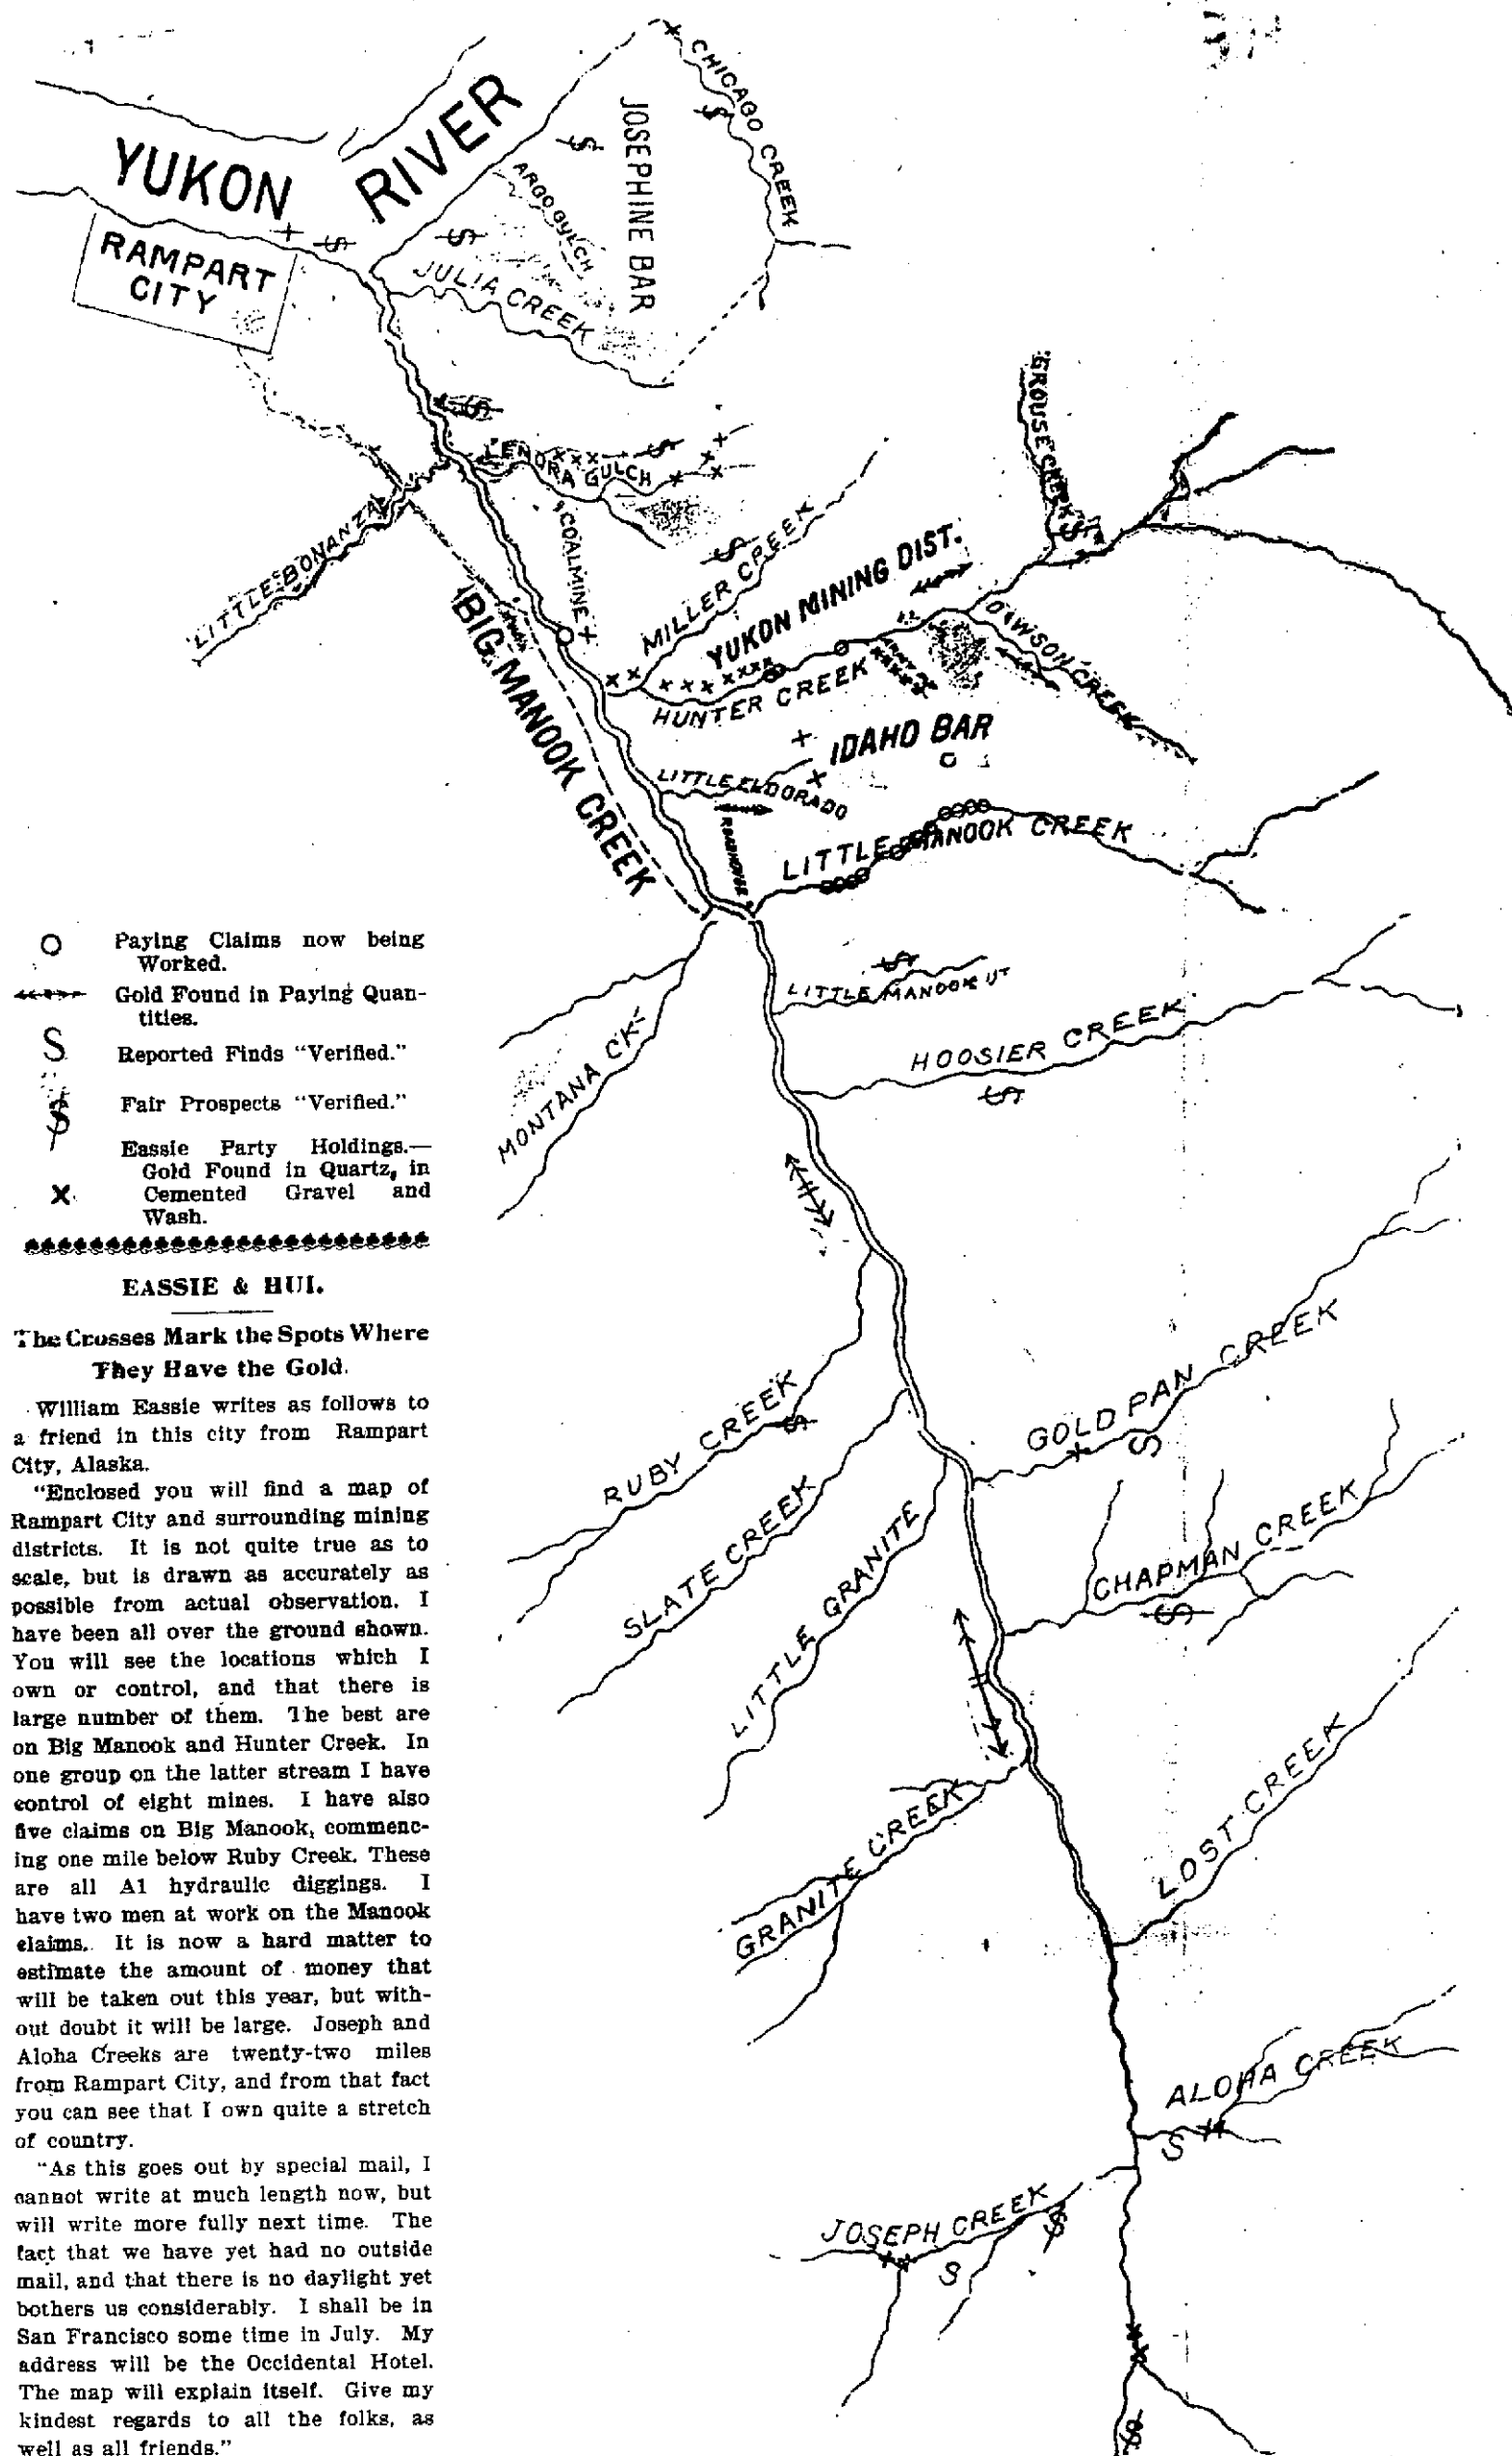 YUKON RIVER
RAMPART
CITY
CHICAGO CREEK
JOSEPHINE BAR
ARGO GULCH
JULIA CREEK
LENORA GULCH
LITTLE BONANZA
COALMINE
MILLER CREEK
GROUSE CREEK
YUKON MINING DIST.
DAWSON CREEK
HUNTER CREEK
BIG MANOOK CREEK
IDAHO BAR
LITTLE ELDORADO
ROADHOUSE
LITTLE MANOOK CREEK
LITTLE MANOOK JT
HOOSIER CREEK
MONTANA CK-
RUBY CREEK
GOLD PAN CREEK
SLATE CREEK
LITTLE GRANITE
CHAPMAN CREEK
GRANITE CREEK
LOST CREEK
ALOHA CREEK
JOSEPH CREEK
Paying Claims now being
Worked.
Gold Found in Paying Quan-
tities.
S Reported Finds "Verified."
$ Fair Prospects "Verified."
Eassie Party Holdings.—
Gold Found in Quartz, in
X Cemented Gravel and
Wash.
EASSIE & HUI.
The Crosses Mark the Spots Where
They Have the Gold.
William Eassie writes as follows to
a friend in this city from Rampart
City, Alaska.
"Enclosed you will find a map of
Rampart City and surrounding mining
districts. It is not quite true as to
scale, but is drawn as accurately as
possible from actual observation. I
have been all over the ground shown.
You will see the locations which I
own or control, and that there is
large number of them. The best are
on Big Manook and Hunter Creek. In
one group on the latter stream I have
control of eight mines. I have also
five claims on Big Manook, commenc-
ing one mile below Ruby Creek. These
are all A1 hydraulic diggings. I
have two men at work on the Manook
claims. It is now a hard matter to
estimate the amount of money that
will be taken out this year, but with-
out doubt it will be large. Joseph and
Aloha Creeks are twenty-two miles
from Rampart City, and from that fact
you can see that I own quite a stretch
of country.
"As this goes out by special mail, I
cannot write at much length now, but
will write more fully next time. The
fact that we have yet had no outside
mail, and that there is no daylight yet
bothers us considerably. I shall be in
San Francisco some time in July. My
address will be the Occidental Hotel.
The map will explain itself. Give my
kindest regards to all the folks, as
well as all friends."